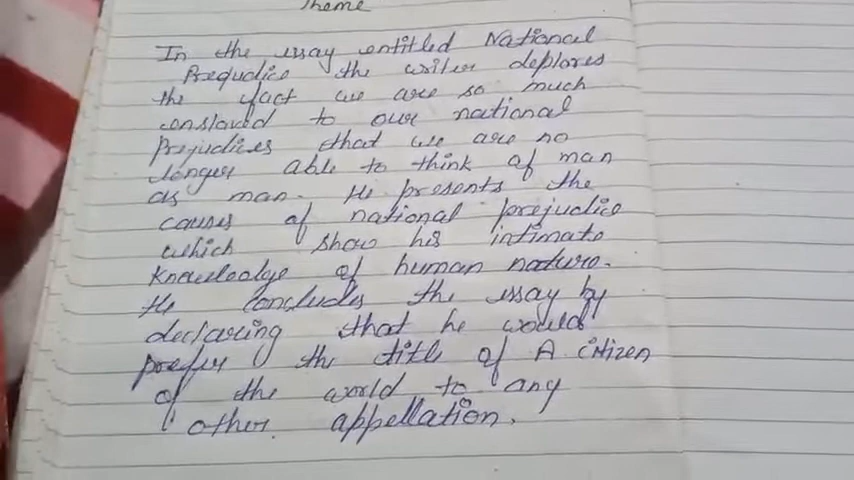 Theme
In the essay entitled National
Prequdice the writer deplores
the fact we are so much
enslaved to our national
prejudices that we are no
longer able to think of man
as man. He presents the
causes of national prejudice
which show his intimate
knowledge of human nature.
He Concludes the essay by
declaring that he would
prefer the title of A citizen
of the world to any
other appellation.